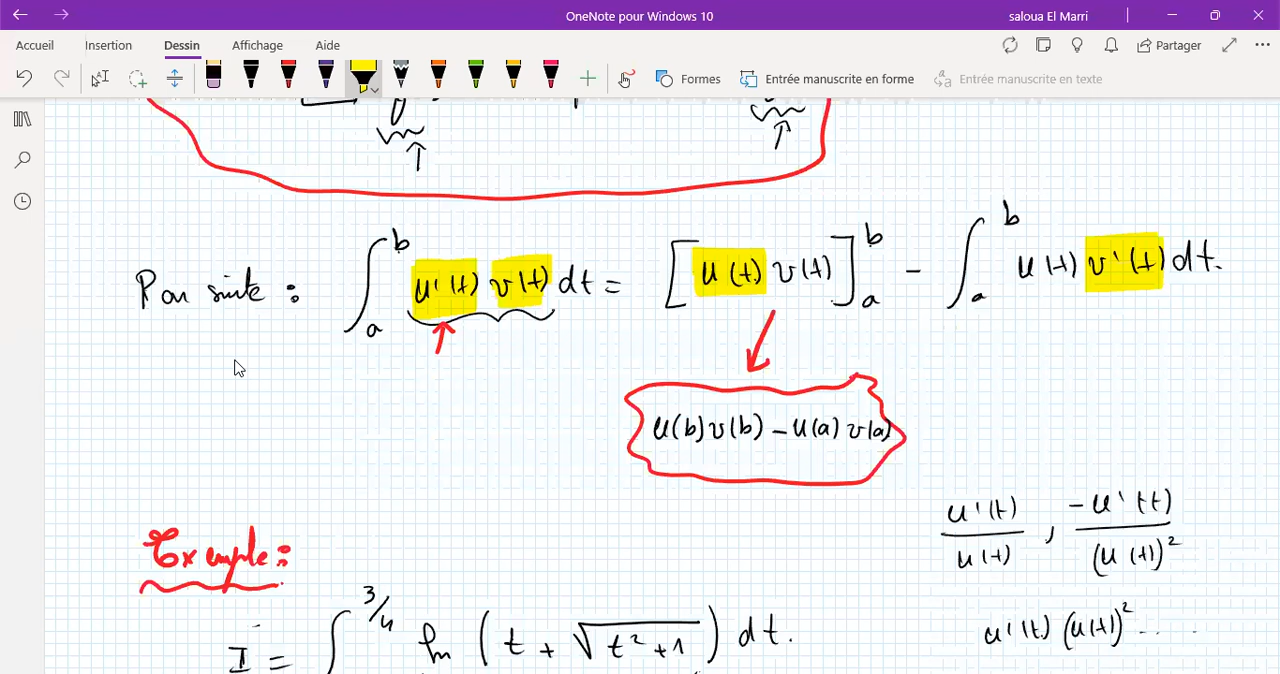 OneNote pour Windows 10
saloua El Marri
Accueil Insertion Dessin Affichage Aide
Partager
Formes Entrée manuscrite en forme Entrée manuscrite en texte
Par suite : ∫_a^b u'(t) v(t) dt = [u(t) v(t)]_a^b - ∫_a^b u(t) v'(t) dt.
u(b)v(b) - u(a)v(a)
u'(t)/u(t) , -u'(t)/(u(t))²
Exemple :
u'(t) (u(t))² ....
I = ∫^3/4 ln (t + √(t²+1)) dt.